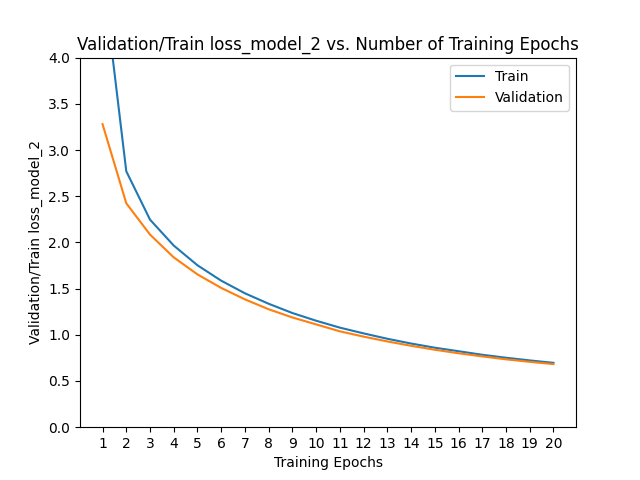 Validation/Train loss_model_2 vs. Number of Training Epochs
Validation/Train loss_model_2
4.0
3.5
3.0
2.5
2.0
1.5
1.0
0.5
0.0
Train
Validation
1 2 3 4 5 6 7 8 9 10 11 12 13 14 15 16 17 18 19 20
Training Epochs